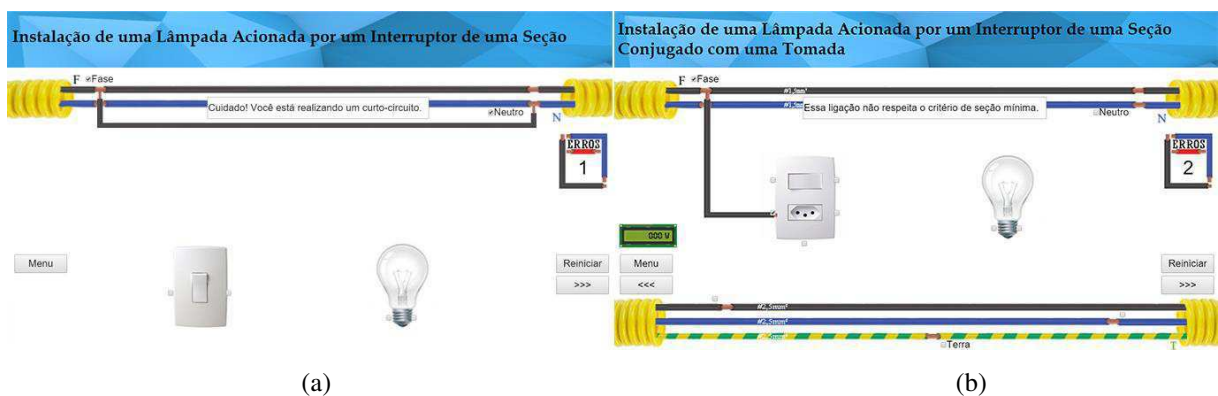 Instalação de uma Lâmpada Acionada por um Interruptor de uma Seção
F Fase
Cuidado! Você está realizando um curto-circuito.
Neutro
N
ERROS
1
Menu
Reiniciar
>>>
(a)
Instalação de uma Lâmpada Acionada por um Interruptor de uma Seção
Conjugado com uma Tomada
F Fase
#1,5mm²
Essa ligação não respeita o critério de seção mínima.
Neutro
N
ERROS
2
000 V
Menu
Reiniciar
<<<
>>>
#2,5mm²
#2,5mm²
Terra
T
(b)